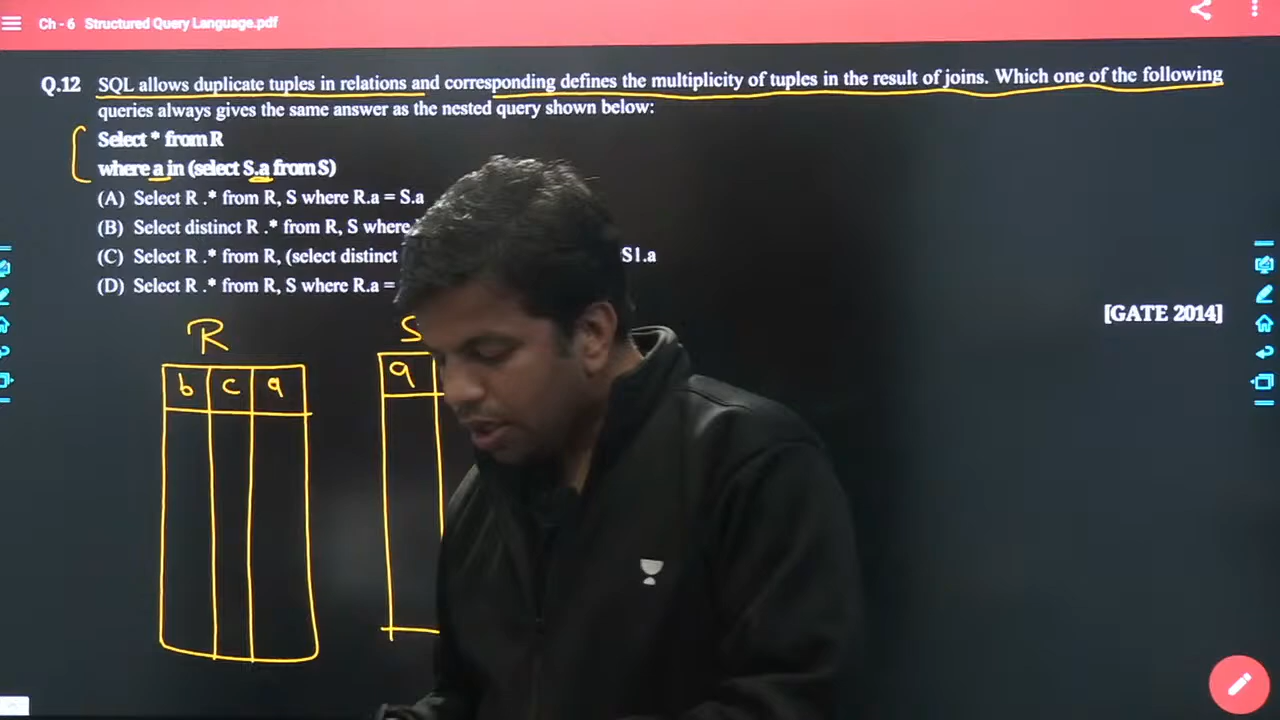 Ch - 6 Structured Query Language.pdf
Q.12 SQL allows duplicate tuples in relations and corresponding defines the multiplicity of tuples in the result of joins. Which one of the following
queries always gives the same answer as the nested query shown below:
Select * from R
where a in (select S.a from S)
(A) Select R .* from R, S where R.a = S.a
(B) Select distinct R .* from R, S where
(C) Select R .* from R, (select distinct S1.a
(D) Select R .* from R, S where R.a =
[GATE 2014]
R S
b c a a